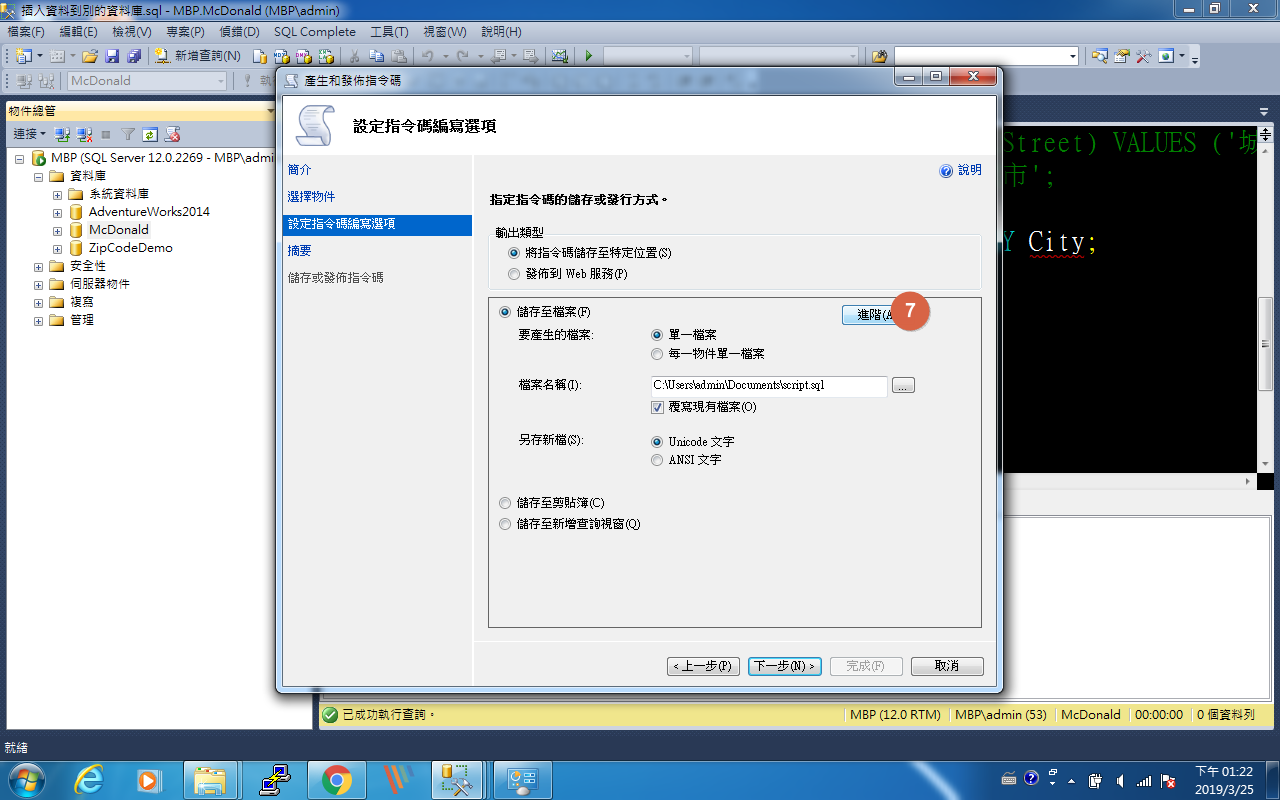 插入資料到別的資料庫.sql - MBP.McDonald (MBP\admin)
檔案(F) 編輯(E) 檢視(V) 專案(P) 偵錯(D) SQL Complete 工具(T) 視窗(W) 說明(H)
新增查詢(N)
McDonald
產生和發佈指令碼
設定指令碼編寫選項
物件總管
連接
MBP (SQL Server 12.0.2269 - MBP\admi
資料庫
系統資料庫
AdventureWorks2014
McDonald
ZipCodeDemo
安全性
伺服器物件
複寫
管理
簡介
選擇物件
設定指令碼編寫選項
摘要
儲存或發佈指令碼
說明
指定指令碼的儲存或發行方式。
輸出類型
將指令碼儲存至特定位置(S)
發佈到 Web 服務(P)
儲存至檔案(F)
進階(A
7
要產生的檔案:
單一檔案
每一物件單一檔案
檔案名稱(I):
C:\Users\admin\Documents\script.sql
...
覆寫現有檔案(O)
另存新檔(S):
Unicode 文字
ANSI 文字
儲存至剪貼簿(C)
儲存至新增查詢視窗(Q)
< 上一步(P) 下一步(N) > 完成(F) 取消
Street) VALUES ('城
市';
Y City;
已成功執行查詢。
MBP (12.0 RTM) MBP\admin (53) McDonald 00:00:00 0 個資料列
就緒
下午 01:22
2019/3/25